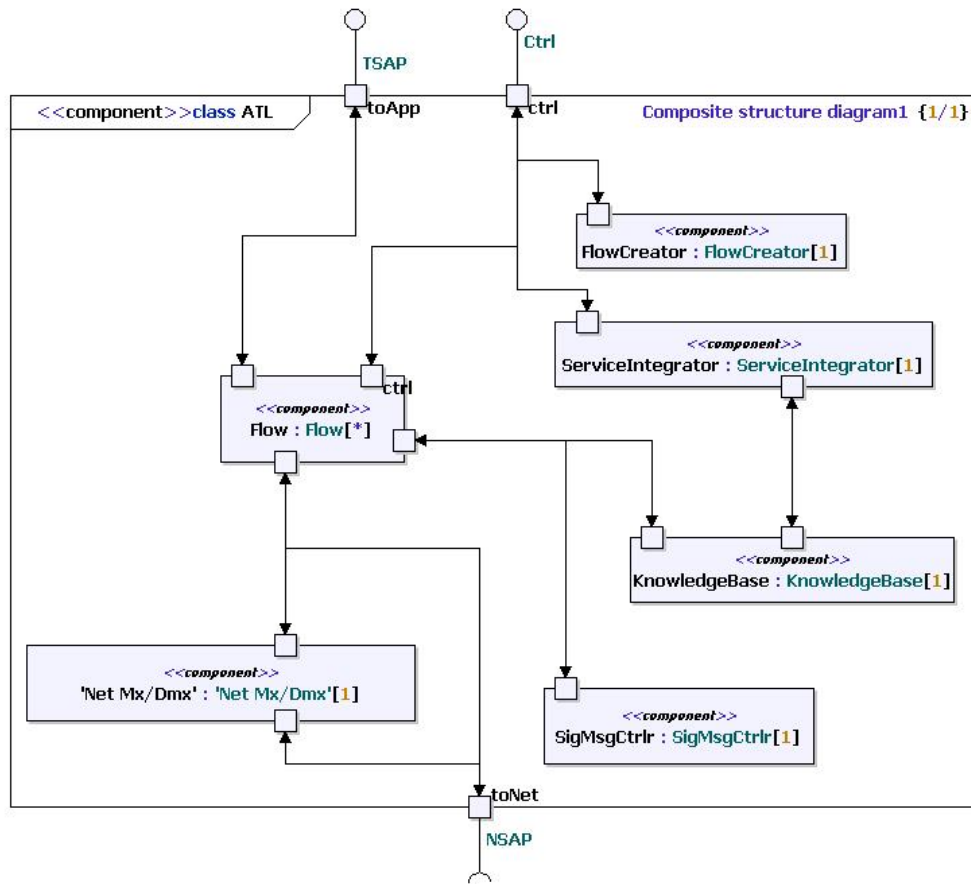 Ctrl
TSAP
<<component>>class ATL
toApp
ctrl
Composite structure diagram1 {1/1}
<<component>>
FlowCreator : FlowCreator[1]
<<component>>
ServiceIntegrator : ServiceIntegrator[1]
ctrl
<<component>>
Flow : Flow[*]
<<component>>
KnowledgeBase : KnowledgeBase[1]
<<component>>
'Net Mx/Dmx' : 'Net Mx/Dmx'[1]
<<component>>
SigMsgCtrlr : SigMsgCtrlr[1]
toNet
NSAP